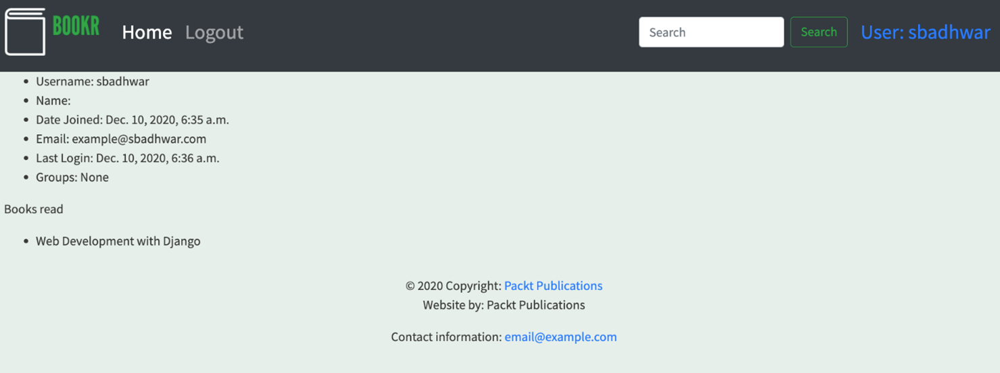 BOOKR Home Logout Search Search User: sbadhwar
• Username: sbadhwar
• Name:
• Date Joined: Dec. 10, 2020, 6:35 a.m.
• Email: example@sbadhwar.com
• Last Login: Dec. 10, 2020, 6:36 a.m.
• Groups: None
Books read
• Web Development with Django
© 2020 Copyright: Packt Publications
Website by: Packt Publications
Contact information: email@example.com